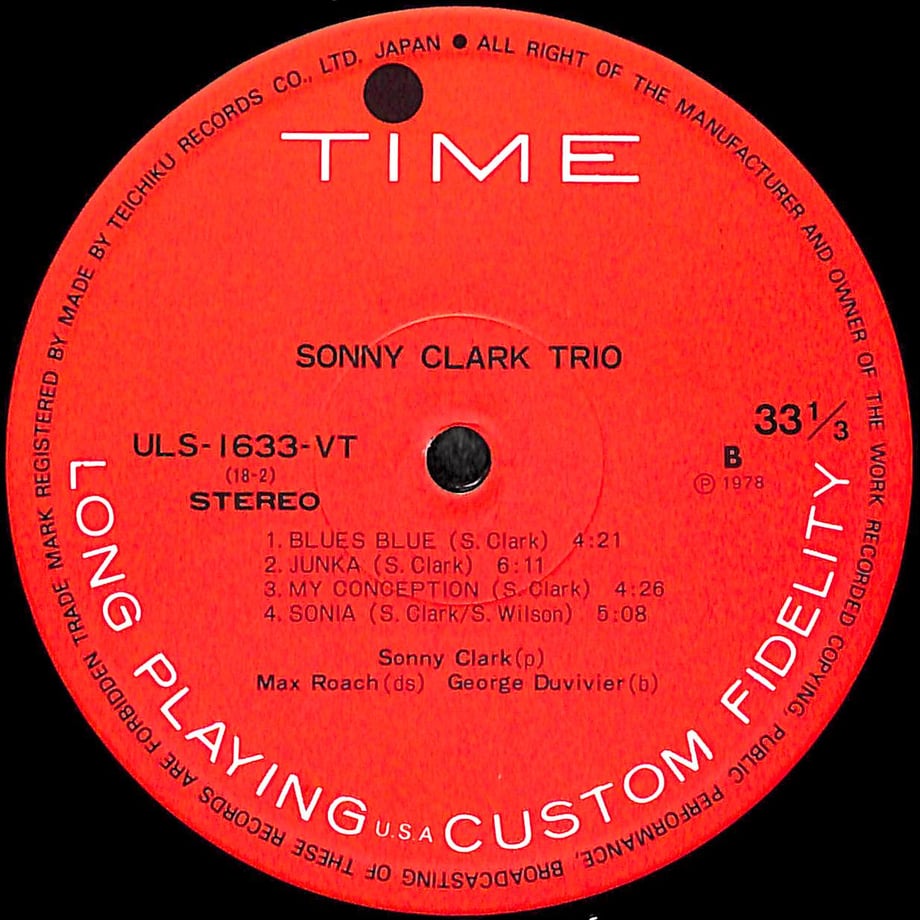 TRADE MARK REGISTERED BY MADE BY TEICHIKU RECORDS CO., LTD. JAPAN ● ALL RIGHT OF THE MANUFACTURER AND OWNER OF THE WORK RECORDED COPYING, PUBLIC PERFORMANCE, BROADCASTING OF THESE RECORDS ARE FORBIDDEN
TIME
SONNY CLARK TRIO
33 1/3
ULS-1633-VT
B
(18-2)
℗ 1978
STEREO
1. BLUES BLUE (S. Clark) 4:21
2. JUNKA (S. Clark) 6:11
3. MY CONCEPTION (S. Clark) 4:26
4. SONIA (S. Clark/S. Wilson) 5:08
Sonny Clark (p)
Max Roach (ds) George Duvivier (b)
LONG PLAYING U.S.A CUSTOM FIDELITY